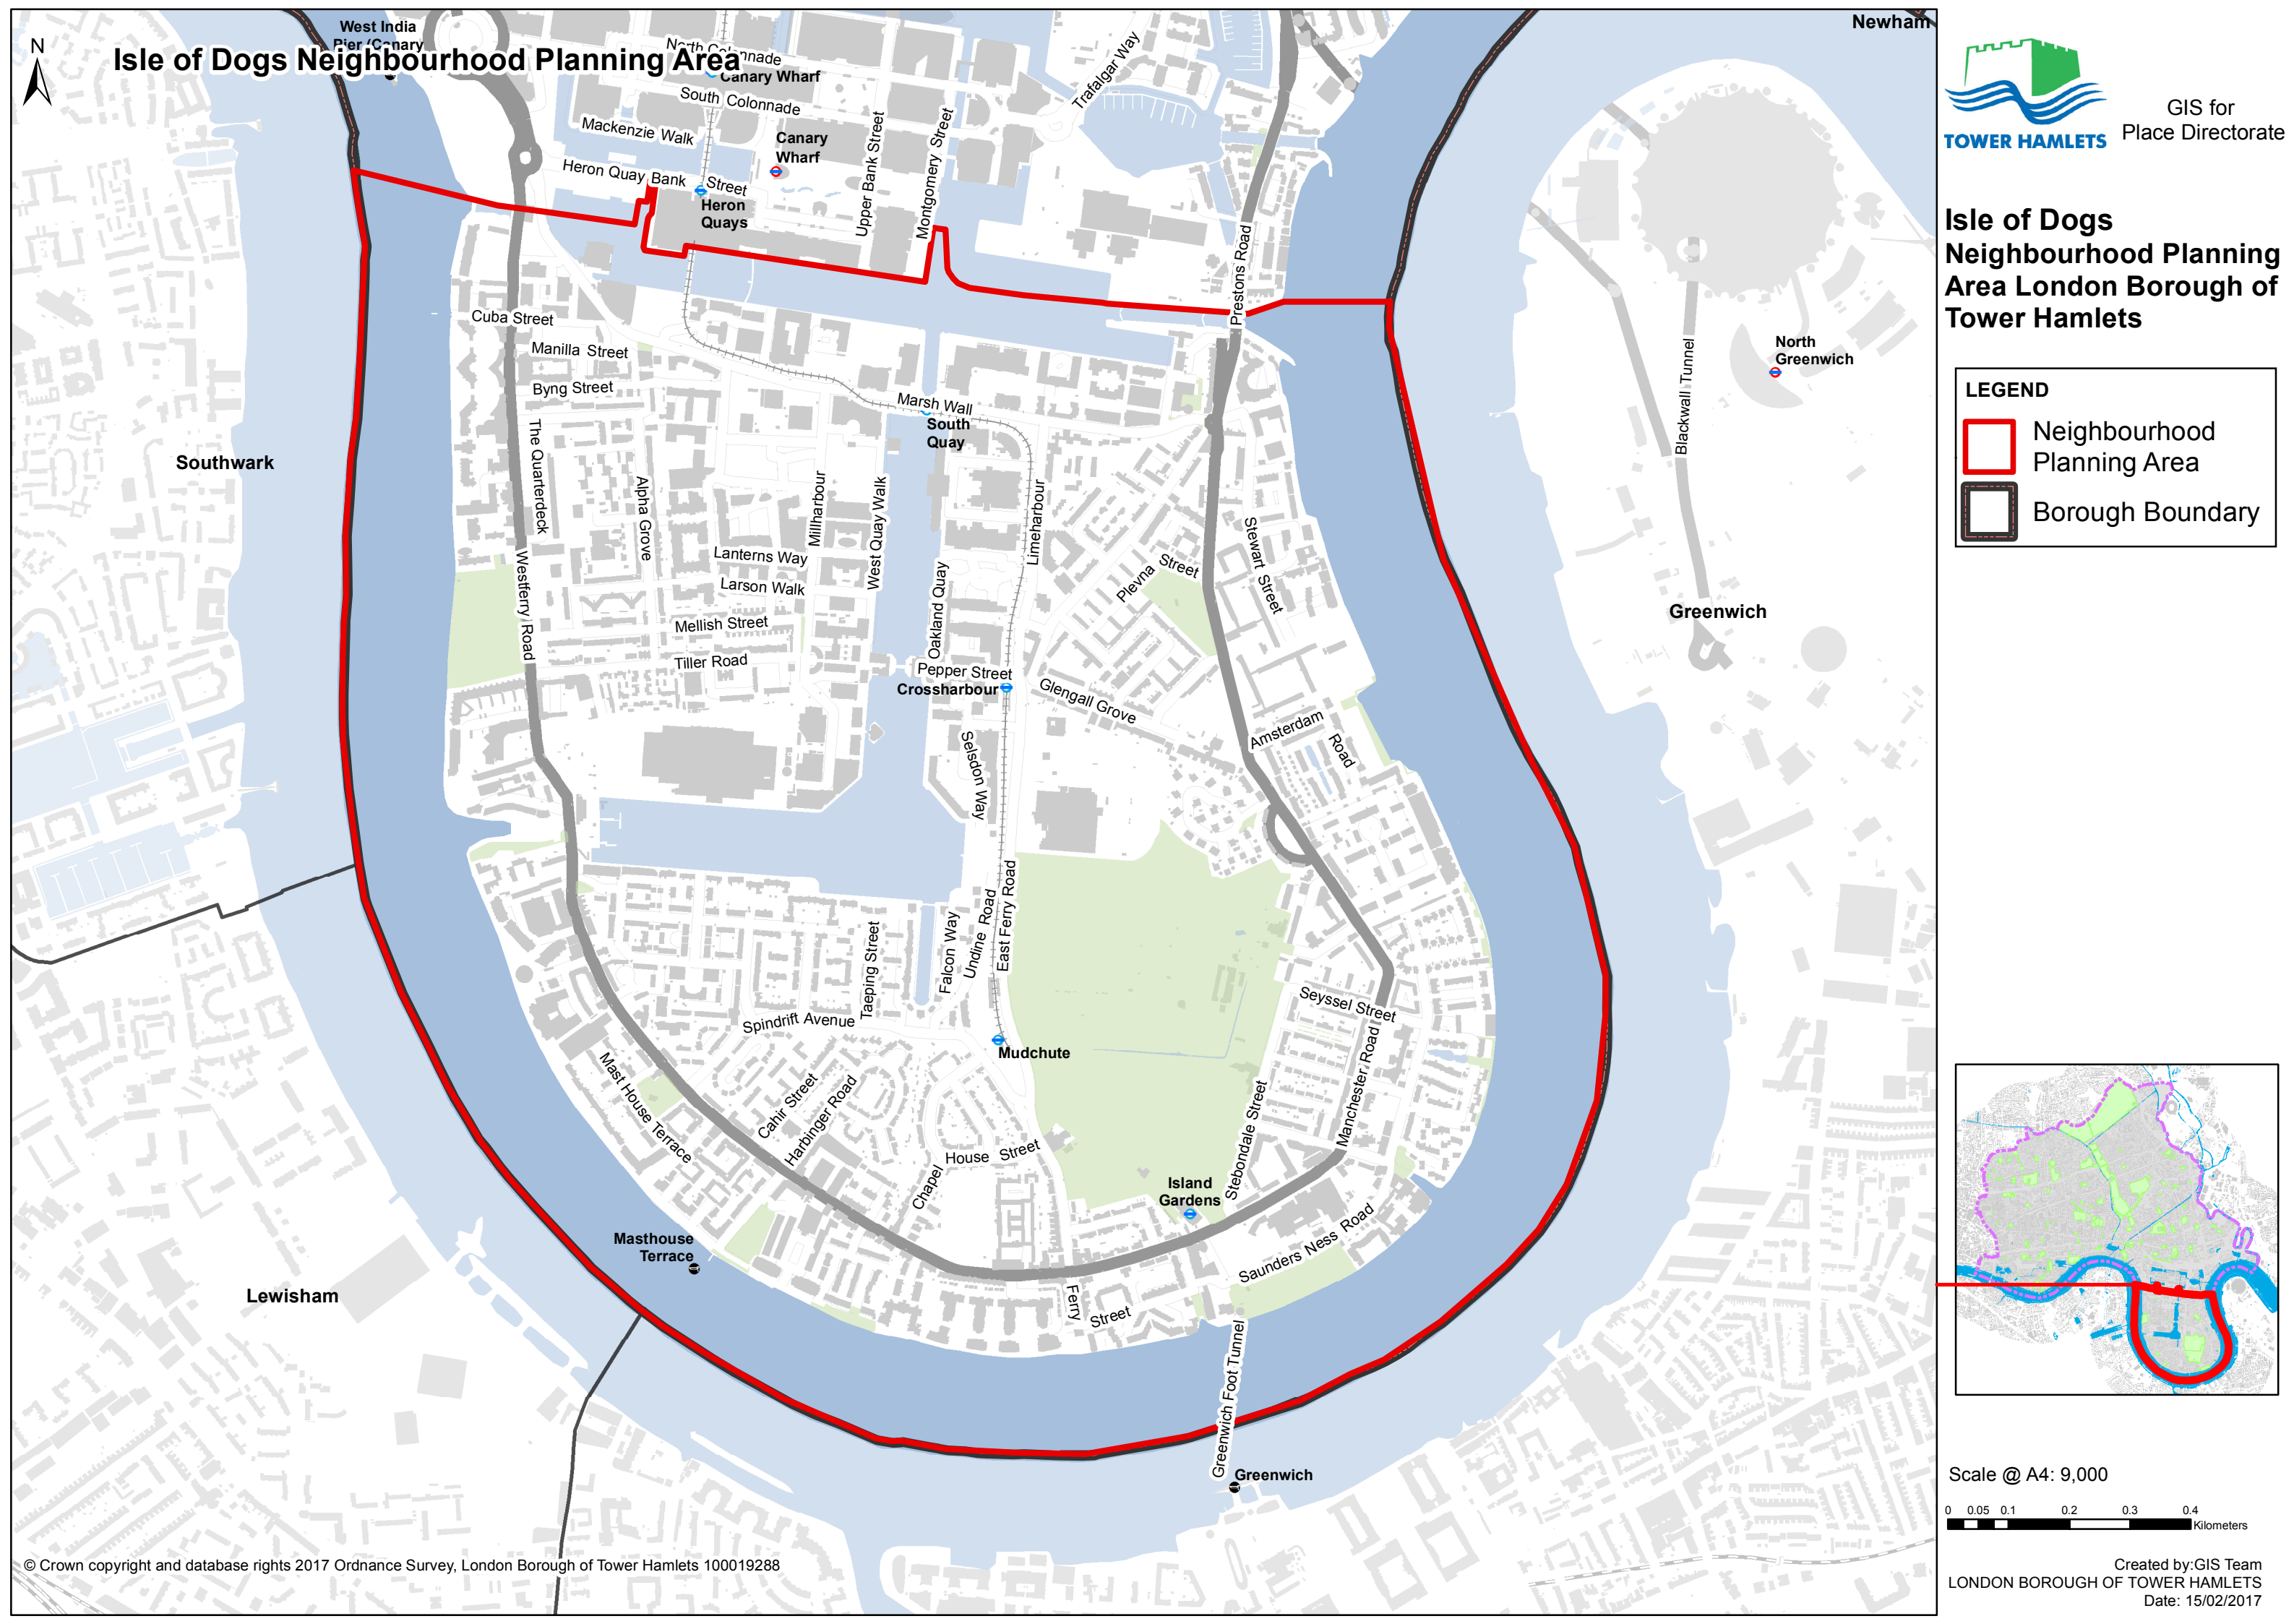 N
Isle of Dogs Neighbourhood Planning Area
West India
Pier (Canary
North Colonnade
Canary Wharf
South Colonnade
Mackenzie Walk
Canary
Wharf
Heron Quay Bank Street
Heron
Quays
Upper Bank Street
Montgomery Street
Trafalgar Way
Prestons Road
Newham
Cuba Street
Manilla Street
Byng Street
The Quarterdeck
Alpha Grove
Westferry Road
Marsh Wall
South
Quay
Millharbour
West Quay Walk
Limeharbour
Lanterns Way
Larson Walk
Oakland Quay
Plevna Street
Stewart Street
Mellish Street
Tiller Road
Pepper Street
Crossharbour
Glengall Grove
Selsdon Way
Amsterdam Road
Southwark
Blackwall Tunnel
North
Greenwich
Greenwich
Taeping Street
Falcon Way
Undine Road
East Ferry Road
Spindrift Avenue
Mudchute
Seyssel Street
Mast House Terrace
Cahir Street
Harbinger Road
Chapel House Street
Stebondale Street
Manchester Road
Island
Gardens
Saunders Ness Road
Masthouse
Terrace
Ferry Street
Greenwich Foot Tunnel
Greenwich
Lewisham
© Crown copyright and database rights 2017 Ordnance Survey, London Borough of Tower Hamlets 100019288
TOWER HAMLETS
GIS for
Place Directorate
Isle of Dogs
Neighbourhood Planning
Area London Borough of
Tower Hamlets
LEGEND
Neighbourhood
Planning Area
Borough Boundary
Scale @ A4: 9,000
0 0.05 0.1 0.2 0.3 0.4
Kilometers
Created by:GIS Team
LONDON BOROUGH OF TOWER HAMLETS
Date: 15/02/2017